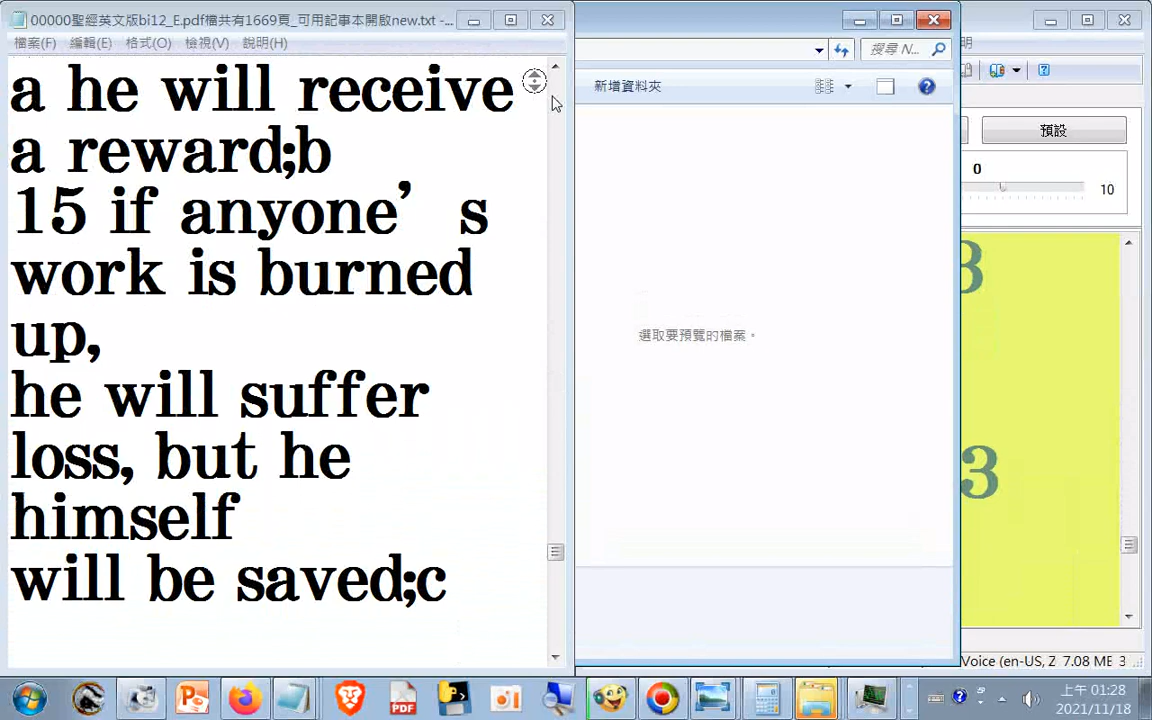 00000聖經英文版bi12_E.pdf檔共有1669頁_可用記事本開啟new.txt -...
檔案(F) 編輯(E) 格式(O) 檢視(V) 說明(H)
a he will receive
a reward;b
15 if anyone’s
work is burned
up,
he will suffer
loss, but he
himself
will be saved;c
搜尋 N...
新增資料夾
選取要預覽的檔案。
明
預設
0
10
3
3
Voice (en-US, Z 7.08 ME 3
PDF
上午 01:28
2021/11/18